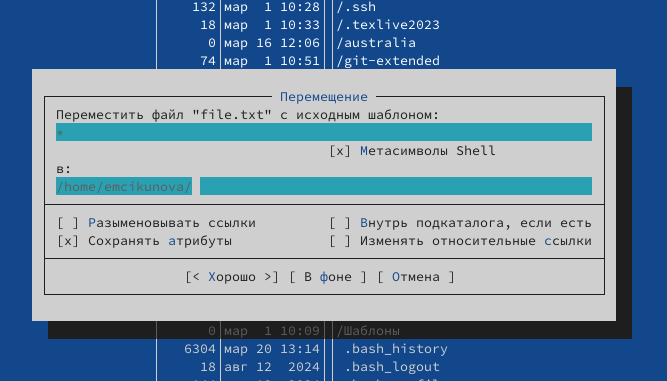 132 мар  1 10:28 /.ssh
18 мар  1 10:33 /.texlive2023
0 мар 16 12:06 /australia
74 мар  1 10:51 /git-extended
Перемещение
Переместить файл "file.txt" с исходным шаблоном:
*
[x] Метасимволы Shell
в:
/home/emcikunova/
[ ] Разыменовывать ссылки [ ] Внутрь подкаталога, если есть
[x] Сохранять атрибуты [ ] Изменять относительные ссылки
[< Хорошо >] [ В фоне ] [ Отмена ]
0 мар  1 10:09 /Шаблоны
6304 мар 20 13:14 .bash_history
18 авг 12  2024 .bash_logout